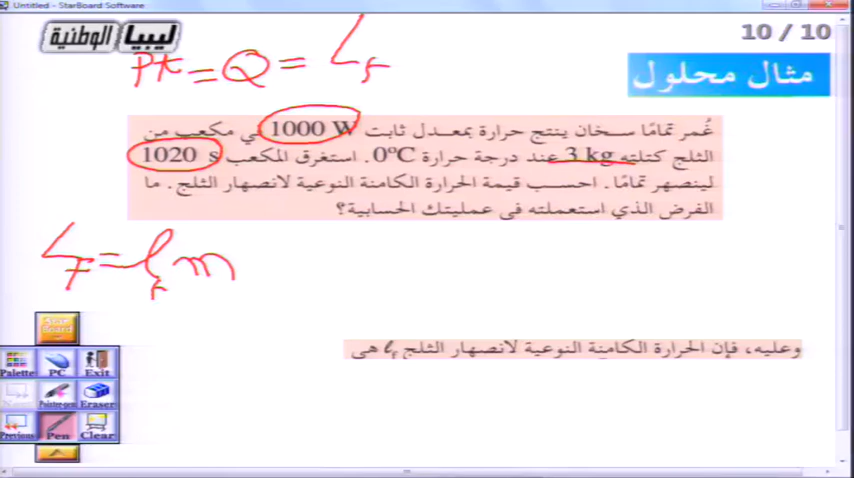 Untitled - StarBoard Software
ليبيا الوطنية
10 / 10
Pt = Q = L_F
مثال محلول
غُمر تمامًا سخان ينتج حرارة بمعدل ثابت 1000 W في مكعب من
الثلج كتلته 3 kg عند درجة حرارة 0°C. استغرق المكعب 1020 s
لينصهر تمامًا. احسب قيمة الحرارة الكامنة النوعية لانصهار الثلج. ما
الفرض الذي استعملته في عمليتك الحسابية؟
L_F = ℓ_F m
وعليه، فإن الحرارة الكامنة النوعية لانصهار الثلج ℓ_f هي
Star Board
Palette PC Exit
Pointer-pen Eraser
Previous Pen Clear